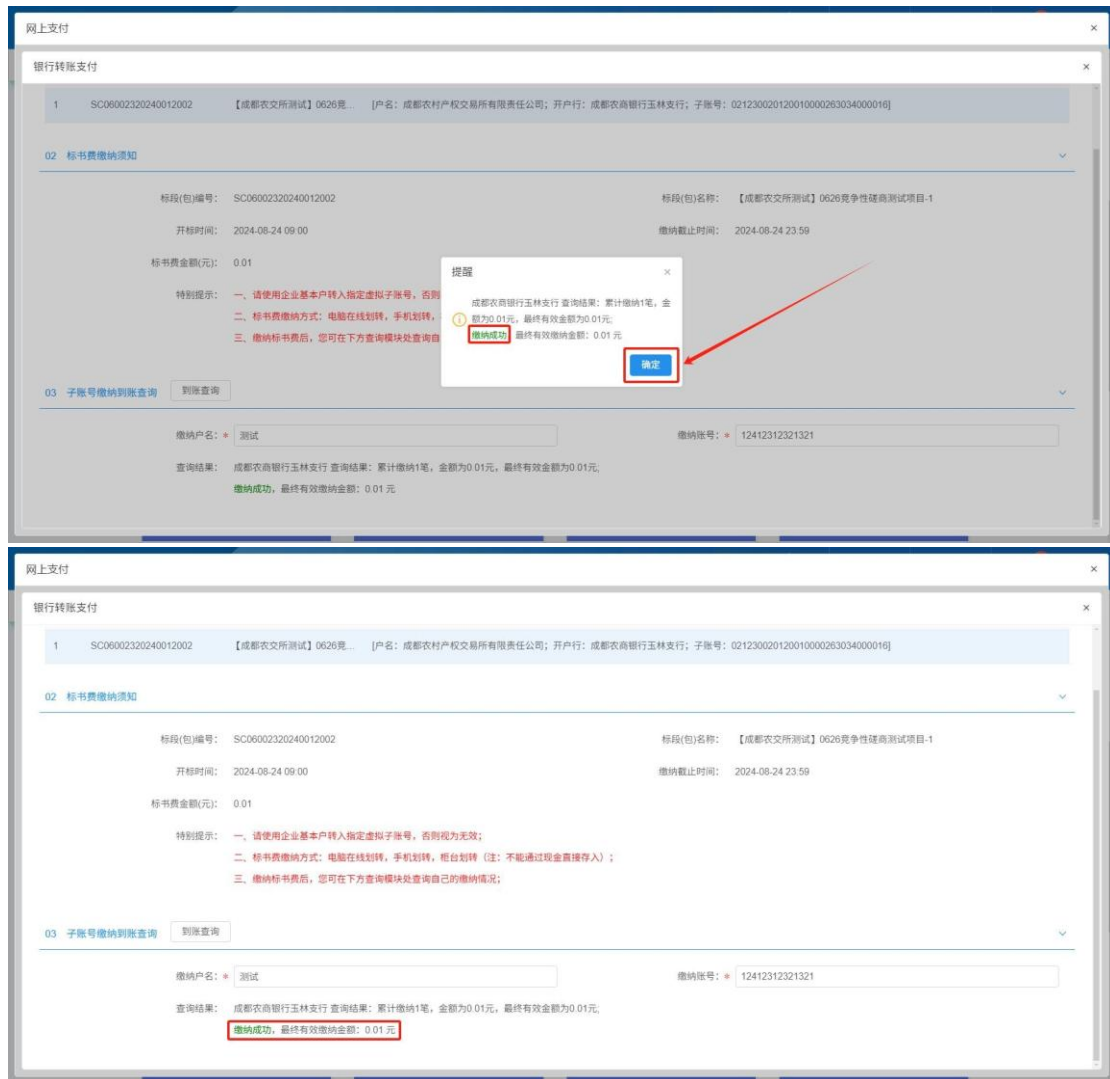 网上支付
×
银行转账支付
×
1 SC06002320240012002 【成都农交所测试】0626竞... [户名：成都农村产权交易所有限责任公司；开户行：成都农商银行玉林支行；子账号：021230020120010000263034000016]
02 标书费缴纳须知
标段(包)编号： SC06002320240012002 标段(包)名称： 【成都农交所测试】0626竞争性磋商测试项目-1
开标时间： 2024-08-24 09:00 缴纳截止时间： 2024-08-24 23:59
标书费金额(元)： 0.01
特别提示： 一、请使用企业基本户转入指定虚拟子账号，否则
二、标书费缴纳方式：电脑在线划转，手机划转，
三、缴纳标书费后，您可在下方查询模块处查询自
提醒 ×
成都农商银行玉林支行 查询结果：累计缴纳1笔，金
额为0.01元，最终有效金额为0.01元;
缴纳成功，最终有效缴纳金额：0.01 元
确定
03 子账号缴纳到账查询 到账查询
缴纳户名： * 测试 缴纳账号： * 12412312321321
查询结果： 成都农商银行玉林支行 查询结果：累计缴纳1笔，金额为0.01元，最终有效金额为0.01元;
缴纳成功，最终有效缴纳金额：0.01 元
网上支付
×
银行转账支付
×
1 SC06002320240012002 【成都农交所测试】0626竞... [户名：成都农村产权交易所有限责任公司；开户行：成都农商银行玉林支行；子账号：021230020120010000263034000016]
02 标书费缴纳须知
标段(包)编号： SC06002320240012002 标段(包)名称： 【成都农交所测试】0626竞争性磋商测试项目-1
开标时间： 2024-08-24 09:00 缴纳截止时间： 2024-08-24 23:59
标书费金额(元)： 0.01
特别提示： 一、请使用企业基本户转入指定虚拟子账号，否则视为无效；
二、标书费缴纳方式：电脑在线划转，手机划转，柜台划转（注：不能通过现金直接存入）；
三、缴纳标书费后，您可在下方查询模块处查询自己的缴纳情况；
03 子账号缴纳到账查询 到账查询
缴纳户名： * 测试 缴纳账号： * 12412312321321
查询结果： 成都农商银行玉林支行 查询结果：累计缴纳1笔，金额为0.01元，最终有效金额为0.01元;
缴纳成功，最终有效缴纳金额：0.01 元